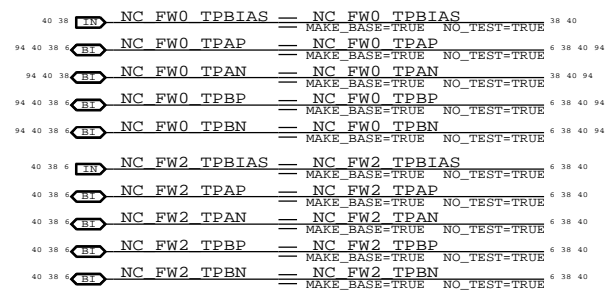 40 38 IN NC_FW0_TPBIAS = NC_FW0_TPBIAS 38 40
MAKE_BASE=TRUE NO_TEST=TRUE
94 40 38 6 BI NC_FW0_TPAP = NC_FW0_TPAP 6 38 40 94
MAKE_BASE=TRUE NO_TEST=TRUE
94 40 38 BI NC_FW0_TPAN = NC_FW0_TPAN 38 40 94
MAKE_BASE=TRUE NO_TEST=TRUE
94 40 38 6 BI NC_FW0_TPBP = NC_FW0_TPBP 6 38 40 94
MAKE_BASE=TRUE NO_TEST=TRUE
94 40 38 6 BI NC_FW0_TPBN = NC_FW0_TPBN 6 38 40 94
MAKE_BASE=TRUE NO_TEST=TRUE
40 38 6 IN NC_FW2_TPBIAS = NC_FW2_TPBIAS 6 38 40
MAKE_BASE=TRUE NO_TEST=TRUE
40 38 6 BI NC_FW2_TPAP = NC_FW2_TPAP 6 38 40
MAKE_BASE=TRUE NO_TEST=TRUE
40 38 6 BI NC_FW2_TPAN = NC_FW2_TPAN 6 38 40
MAKE_BASE=TRUE NO_TEST=TRUE
40 38 6 BI NC_FW2_TPBP = NC_FW2_TPBP 6 38 40
MAKE_BASE=TRUE NO_TEST=TRUE
40 38 6 BI NC_FW2_TPBN = NC_FW2_TPBN 6 38 40
MAKE_BASE=TRUE NO_TEST=TRUE